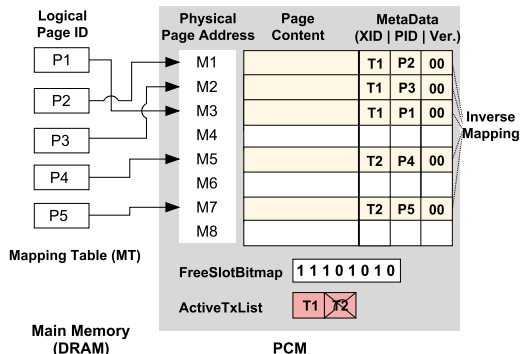 Logical Page ID
Physical Page Address
Page Content
MetaData (XID | PID | Ver.)
P1
P2
P3
P4
P5
Mapping Table (MT)
M1 T1 P2 00
M2 T1 P3 00
M3 T1 P1 00
M4
M5 T2 P4 00
M6
M7 T2 P5 00
M8
Inverse Mapping
FreeSlotBitmap 1 1 1 0 1 0 1 0
ActiveTxList T1 T2
Main Memory (DRAM)
PCM